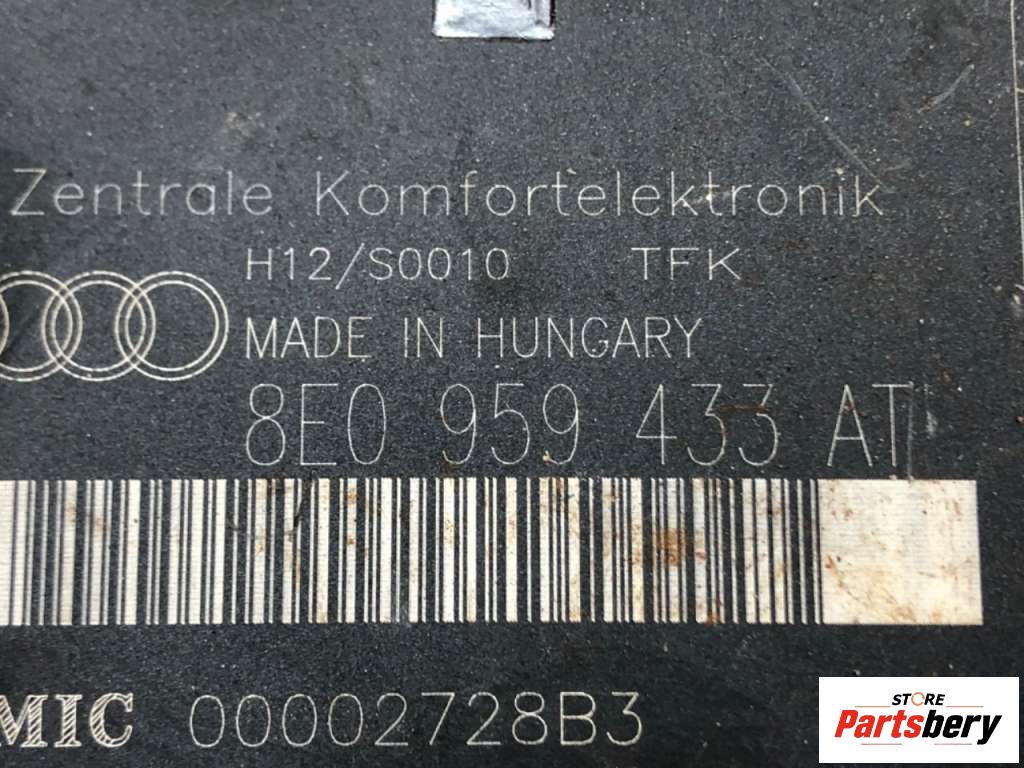 Zentrale Komfortelektronik
H12/S0010 TFK
MADE IN HUNGARY
8E0 959 433 AT
MIC 00002728B3
STORE
Partsbery